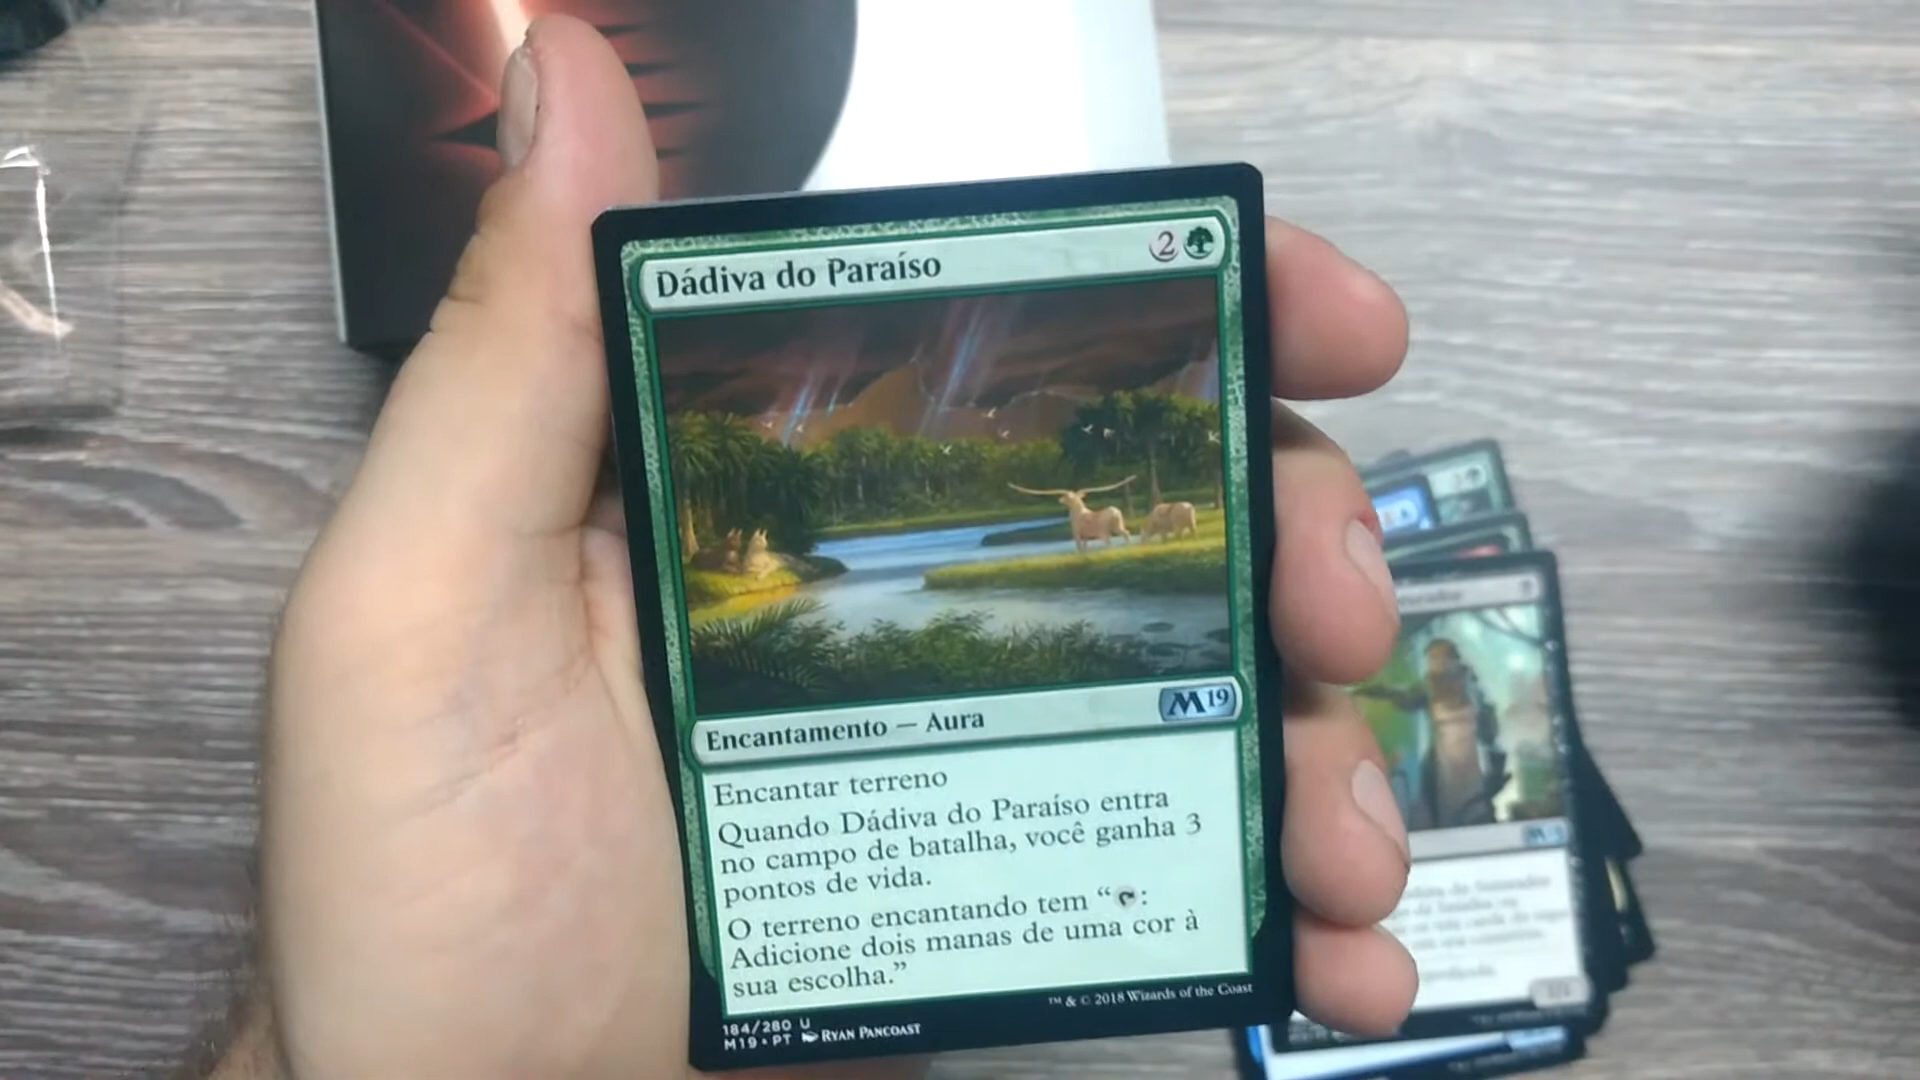 Dádiva do Paraíso
2
Encantamento — Aura
M19
Encantar terreno
Quando Dádiva do Paraíso entra
no campo de batalha, você ganha 3
pontos de vida.
O terreno encantando tem “ :
Adicione dois manas de uma cor à
sua escolha.”
184/280 U
M19 • PT RYAN PANCOAST
™ & © 2018 Wizards of the Coast